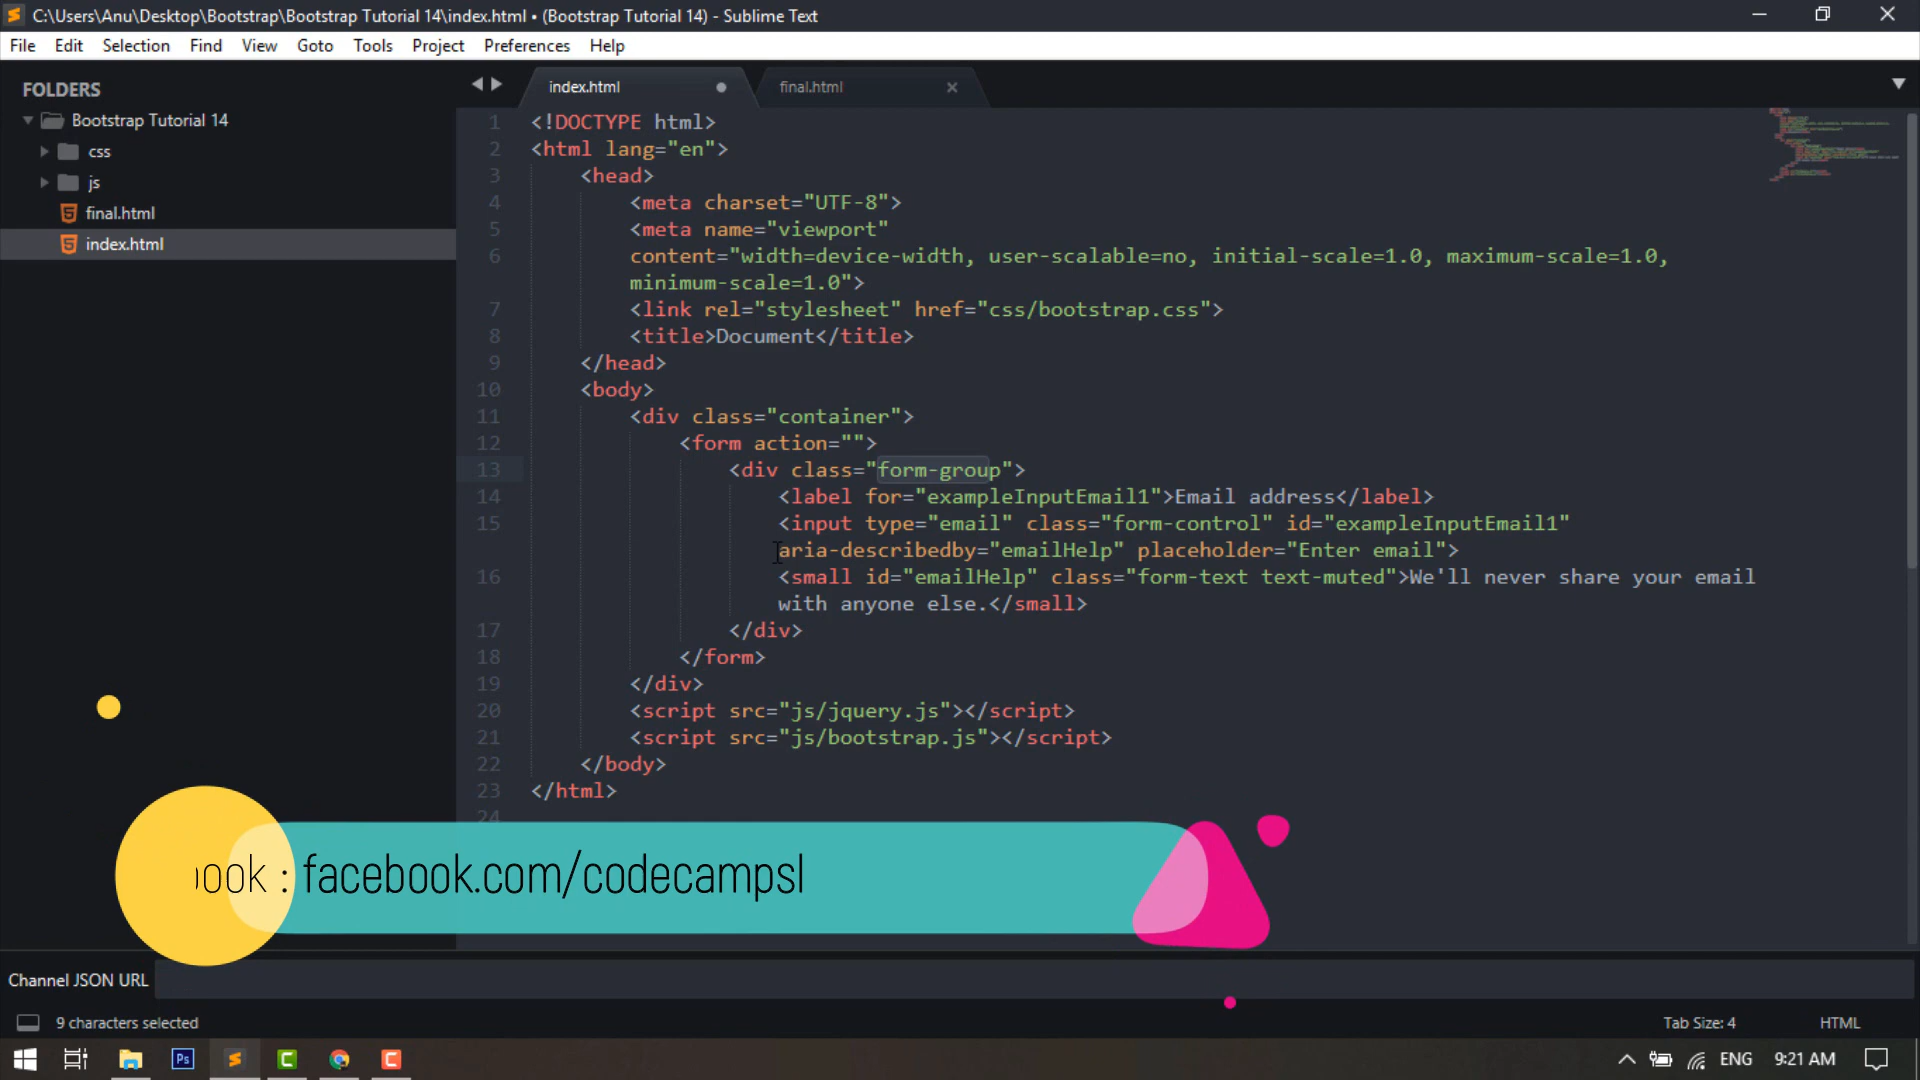 C:\Users\Anu\Desktop\Bootstrap\Bootstrap Tutorial 14\index.html • (Bootstrap Tutorial 14) - Sublime Text
File Edit Selection Find View Goto Tools Project Preferences Help
FOLDERS
Bootstrap Tutorial 14
css
js
final.html
index.html
index.html final.html
1 <!DOCTYPE html>
2 <html lang="en">
3 <head>
4 <meta charset="UTF-8">
5 <meta name="viewport"
6 content="width=device-width, user-scalable=no, initial-scale=1.0, maximum-scale=1.0,
minimum-scale=1.0">
7 <link rel="stylesheet" href="css/bootstrap.css">
8 <title>Document</title>
9 </head>
10 <body>
11 <div class="container">
12 <form action="">
13 <div class="form-group">
14 <label for="exampleInputEmail1">Email address</label>
15 <input type="email" class="form-control" id="exampleInputEmail1"
aria-describedby="emailHelp" placeholder="Enter email">
16 <small id="emailHelp" class="form-text text-muted">We'll never share your email
with anyone else.</small>
17 </div>
18 </form>
19 </div>
20 <script src="js/jquery.js"></script>
21 <script src="js/bootstrap.js"></script>
22 </body>
23 </html>
24
ook : facebook.com/codecampsl
Channel JSON URL
9 characters selected Tab Size: 4 HTML
Ps ENG 9:21 AM